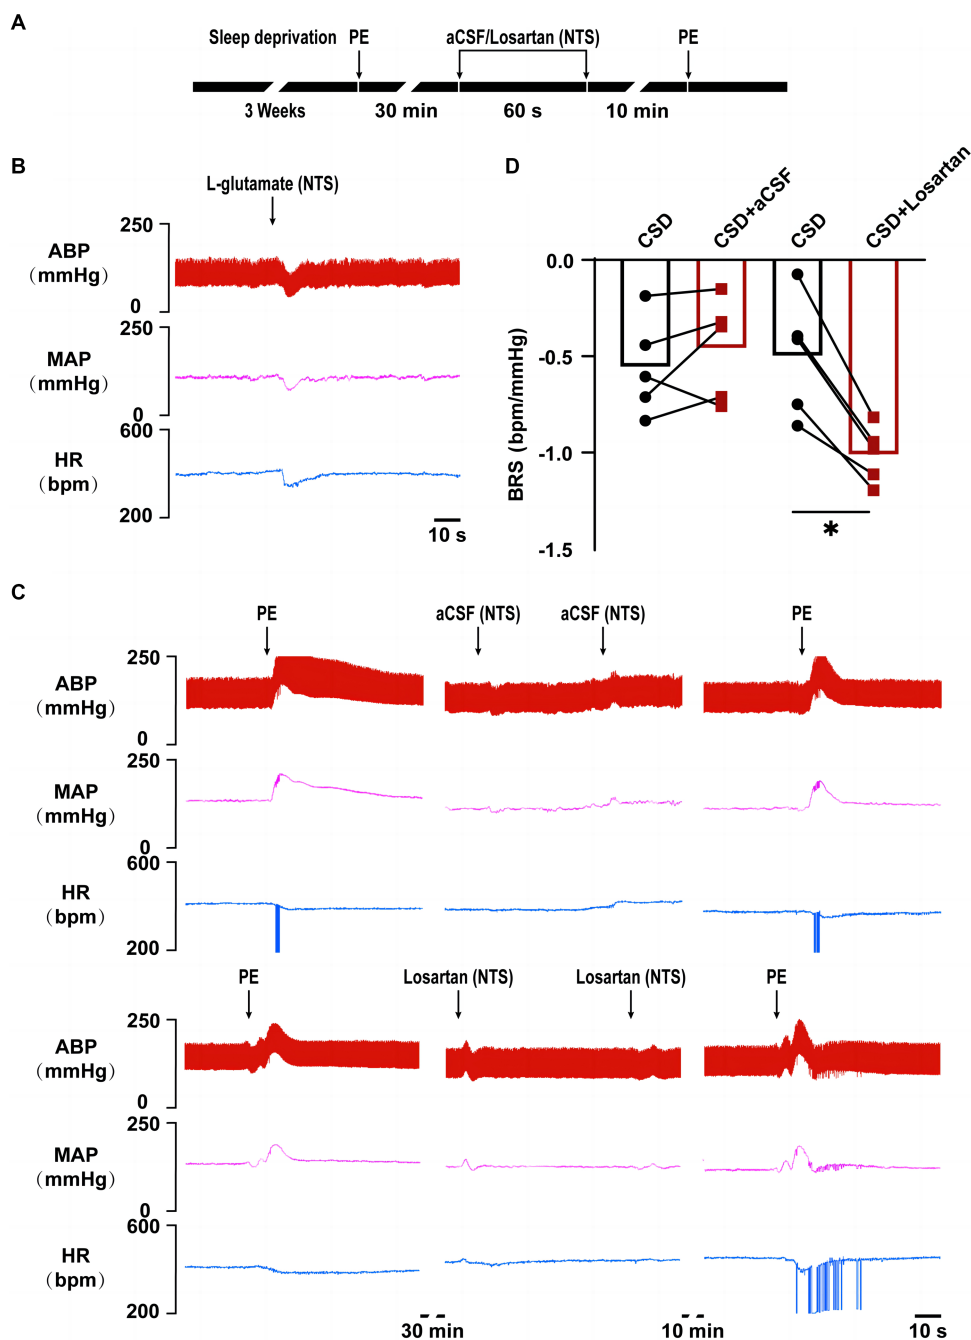 A
Sleep deprivation PE aCSF/Losartan (NTS) PE
3 Weeks 30 min 60 s 10 min
B
L-glutamate (NTS)
250
ABP
(mmHg)
0
250
MAP
(mmHg)
0
600
HR
(bpm)
200
10 s
D
CSD CSD+aCSF CSD CSD+Losartan
0.0
-0.5
-1.0
-1.5
BRS (bpm/mmHg)
*
C
PE aCSF (NTS) aCSF (NTS) PE
250
ABP
(mmHg)
0
250
MAP
(mmHg)
0
600
HR
(bpm)
200
PE Losartan (NTS) Losartan (NTS) PE
250
ABP
(mmHg)
0
250
MAP
(mmHg)
0
600
HR
(bpm)
200
30 min 10 min 10 s